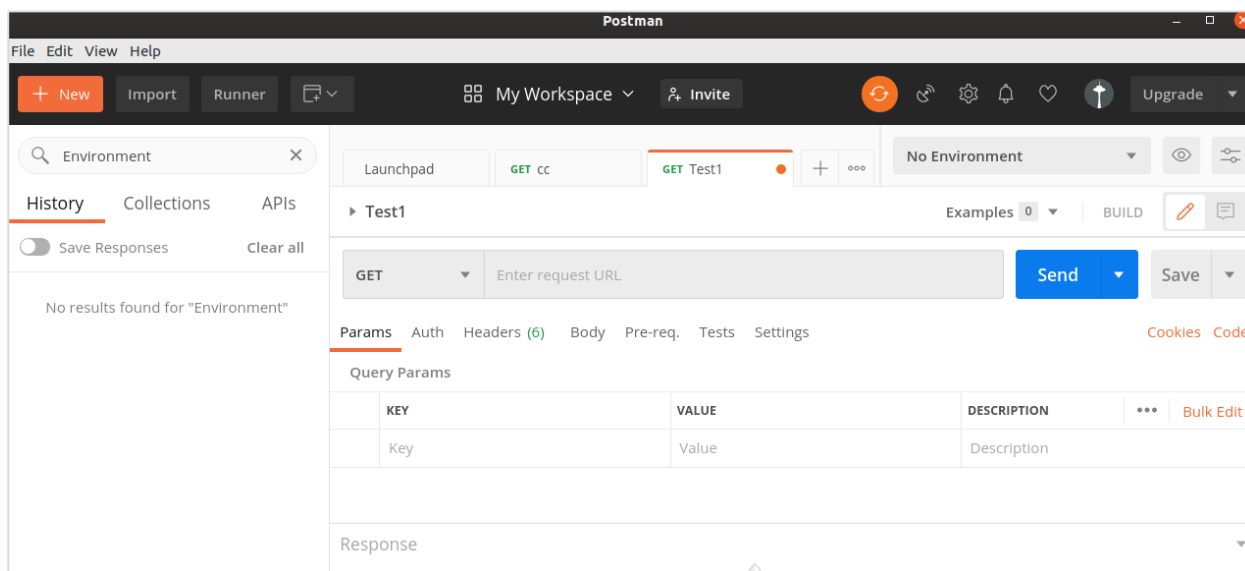 Postman
File Edit View Help
+ New Import Runner My Workspace Invite Upgrade
Environment
History Collections APIs
Save Responses Clear all
No results found for "Environment"
Launchpad GET cc GET Test1 No Environment
Test1 Examples 0 BUILD
GET Enter request URL Send Save
Params Auth Headers (6) Body Pre-req. Tests Settings Cookies Code
Query Params
KEY VALUE DESCRIPTION Bulk Edit
Key Value Description
Response